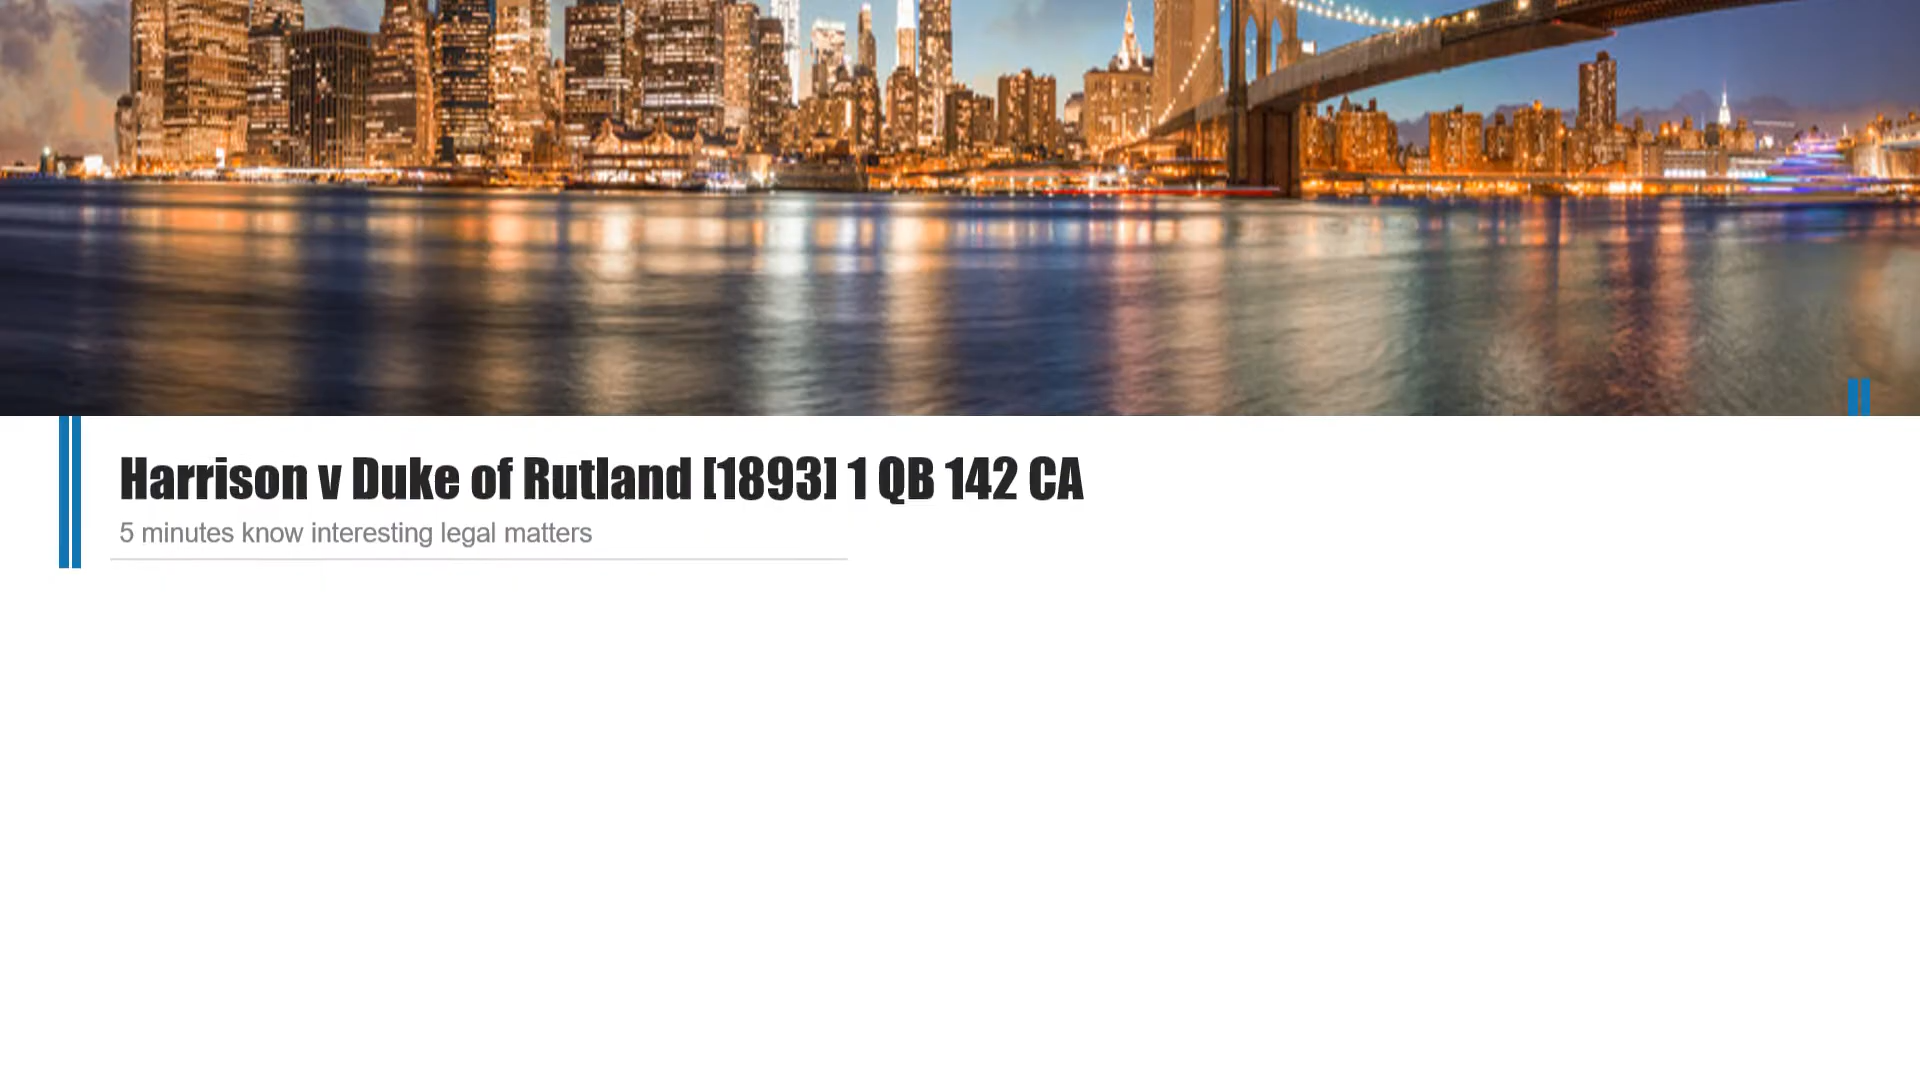 Harrison v Duke of Rutland [1893] 1 QB 142 CA
5 minutes know interesting legal matters